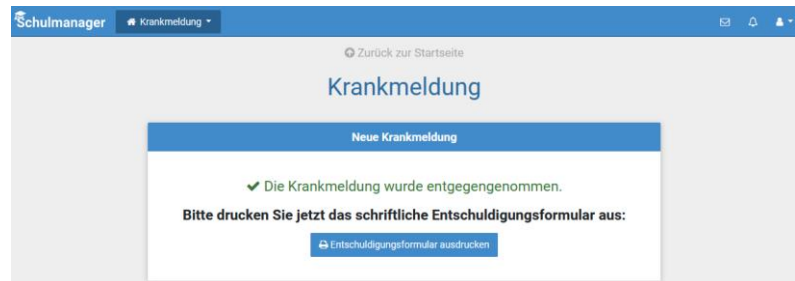 Schulmanager Krankmeldung
Zurück zur Startseite
Krankmeldung
Neue Krankmeldung
Die Krankmeldung wurde entgegengenommen.
Bitte drucken Sie jetzt das schriftliche Entschuldigungsformular aus:
Entschuldigungsformular ausdrucken